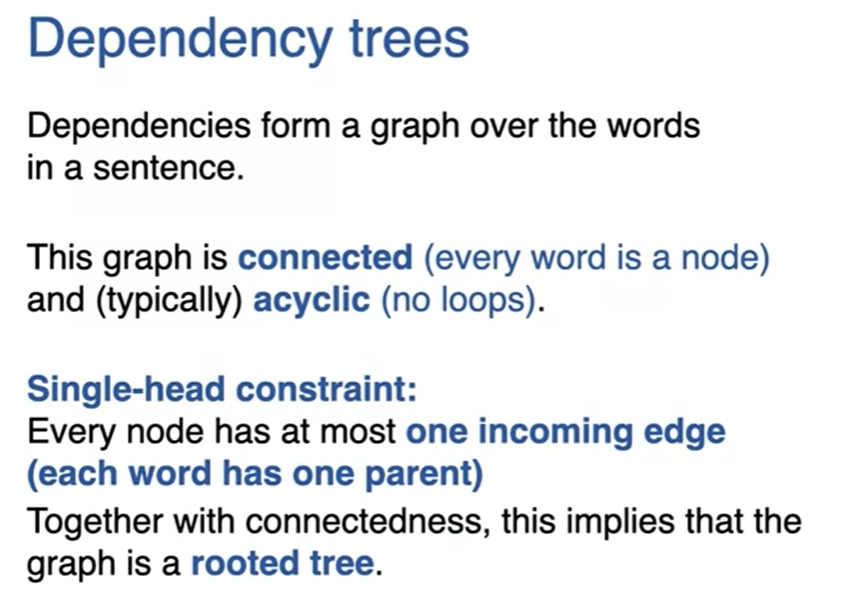 Dependency trees
Dependencies form a graph over the words
in a sentence.
This graph is connected (every word is a node)
and (typically) acyclic (no loops).
Single-head constraint:
Every node has at most one incoming edge
(each word has one parent)
Together with connectedness, this implies that the
graph is a rooted tree.